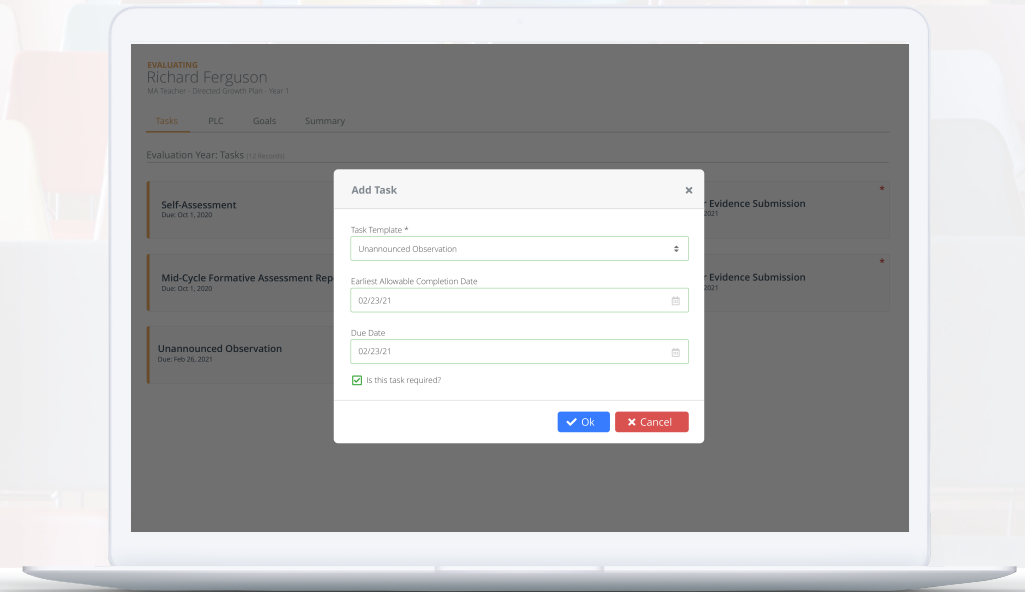 EVALUATING
Richard Ferguson
MA Teacher - Directed Growth Plan - Year 1
Tasks PLC Goals Summary
Evaluation Year: Tasks (12 Records)
Self-Assessment
Due: Oct 1, 2020
Evidence Submission
2021
*
Mid-Cycle Formative Assessment Rep
Due: Oct 1, 2020
Evidence Submission
2021
*
Unannounced Observation
Due: Feb 26, 2021
Add Task
Task Template *
Unannounced Observation
Earliest Allowable Completion Date
02/23/21
Due Date
02/23/21
Is this task required?
Ok Cancel